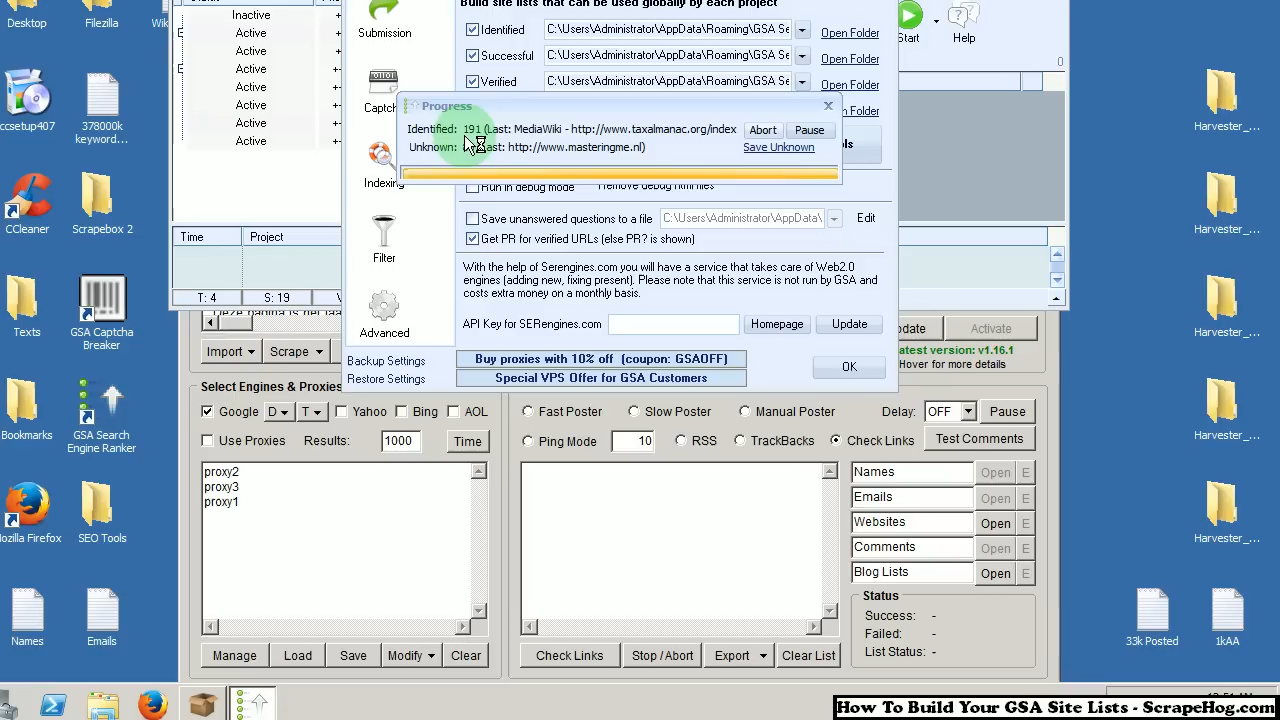 Desktop
Filezilla
Wik
ccsetup407
378000k
keyword...
CCleaner
Scrapebox 2
Texts
GSA Captcha
Breaker
Bookmarks
GSA Search
Engine Ranker
Mozilla Firefox
SEO Tools
Names
Emails
Inactive
Active
Active
Active
Active
Active
Time
Project
T: 4
S: 19
Submission
Captch
Indexing
Filter
Advanced
Backup Settings
Restore Settings
Build site lists that can be used globally by each project
Identified
C:\Users\Administrator\AppData\Roaming\GSA Se
Open Folder
Successful
C:\Users\Administrator\AppData\Roaming\GSA Se
Open Folder
Verified
C:\Users\Administrator\AppData\Roaming\GSA Se
Open Folder
Open Folder
Progress
Identified: 191 (Last: MediaWiki - http://www.taxalmanac.org/index
Abort
Pause
Unknown:
http://www.masteringme.nl)
Save Unknown
Run in debug mode
Remove debug html files
Save unanswered questions to a file
C:\Users\Administrator\AppData\
Edit
Get PR for verified URLs (else PR? is shown)
With the help of Serengines.com you will have a service that takes care of Web2.0
engines (adding new, fixing present). Please note that this service is not run by GSA and
costs extra money on a monthly basis.
API Key for SERengines.com
Homepage
Update
Buy proxies with 10% off (coupon: GSAOFF)
Special VPS Offer for GSA Customers
OK
Start
Help
0
Import
Scrape
Activate
latest version: v1.16.1
Hover for more details
Select Engines & Proxies
Google
D
T
Yahoo
Bing
AOL
Use Proxies
Results:
1000
Time
proxy2
proxy3
proxy1
Manage
Load
Save
Modify
Clear
Fast Poster
Slow Poster
Manual Poster
Delay:
OFF
Pause
Ping Mode
10
RSS
TrackBacks
Check Links
Test Comments
Names
Open
E
Emails
Open
E
Websites
Open
Comments
Open
E
Blog Lists
Open
E
Status
Success: -
Failed: -
List Status: -
Check Links
Stop / Abort
Export
Clear List
Harvester_...
Harvester_...
Harvester_...
Harvester_...
Harvester_...
33k Posted
1kAA
How To Build Your GSA Site Lists - ScrapeHog.com